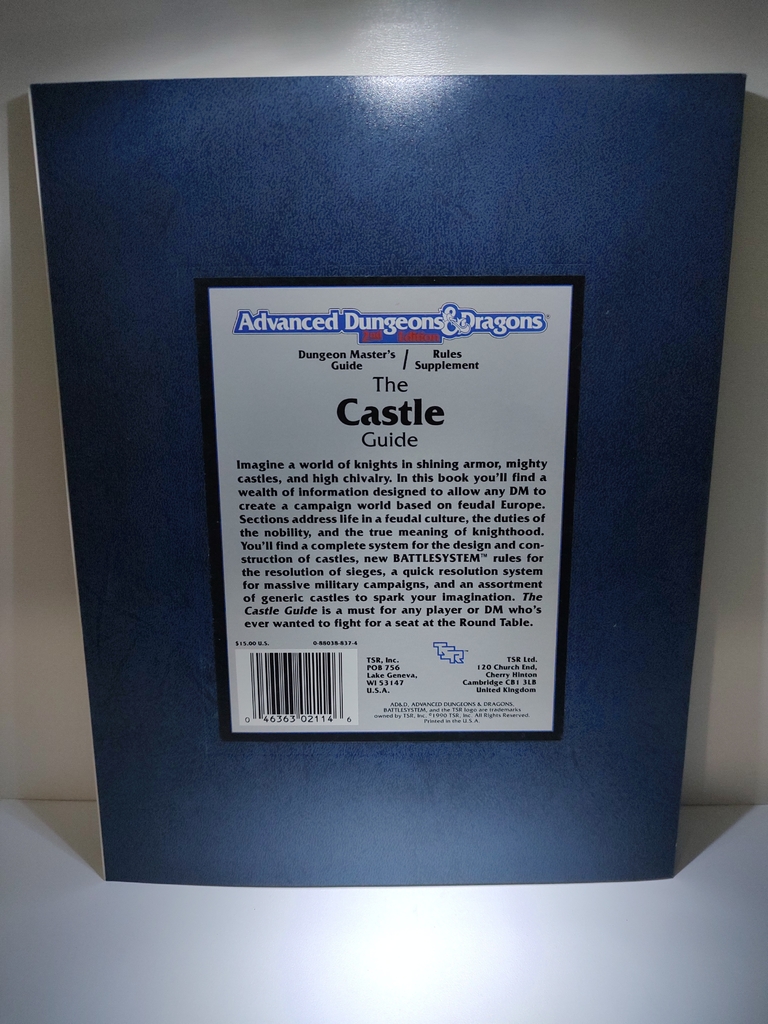 Advanced Dungeons & Dragons®
2nd Edition
Dungeon Master's / Rules
Guide Supplement
The
Castle
Guide
Imagine a world of knights in shining armor, mighty
castles, and high chivalry. In this book you'll find a
wealth of information designed to allow any DM to
create a campaign world based on feudal Europe.
Sections address life in a feudal culture, the duties of
the nobility, and the true meaning of knighthood.
You'll find a complete system for the design and con-
struction of castles, new BATTLESYSTEM™ rules for
the resolution of sieges, a quick resolution system
for massive military campaigns, and an assortment
of generic castles to spark your imagination. The
Castle Guide is a must for any player or DM who's
ever wanted to fight for a seat at the Round Table.
$15.00 U.S. 0-88038-837-4
0 46363 02114 6
TSR, Inc.
POB 756
Lake Geneva,
WI 53147
U.S.A.
TSR
TSR Ltd.
120 Church End,
Cherry Hinton
Cambridge CB1 3LB
United Kingdom
AD&D, ADVANCED DUNGEONS & DRAGONS,
BATTLESYSTEM, and the TSR logo are trademarks
owned by TSR, Inc. ©1990 TSR, Inc. All Rights Reserved.
Printed in the U.S.A.